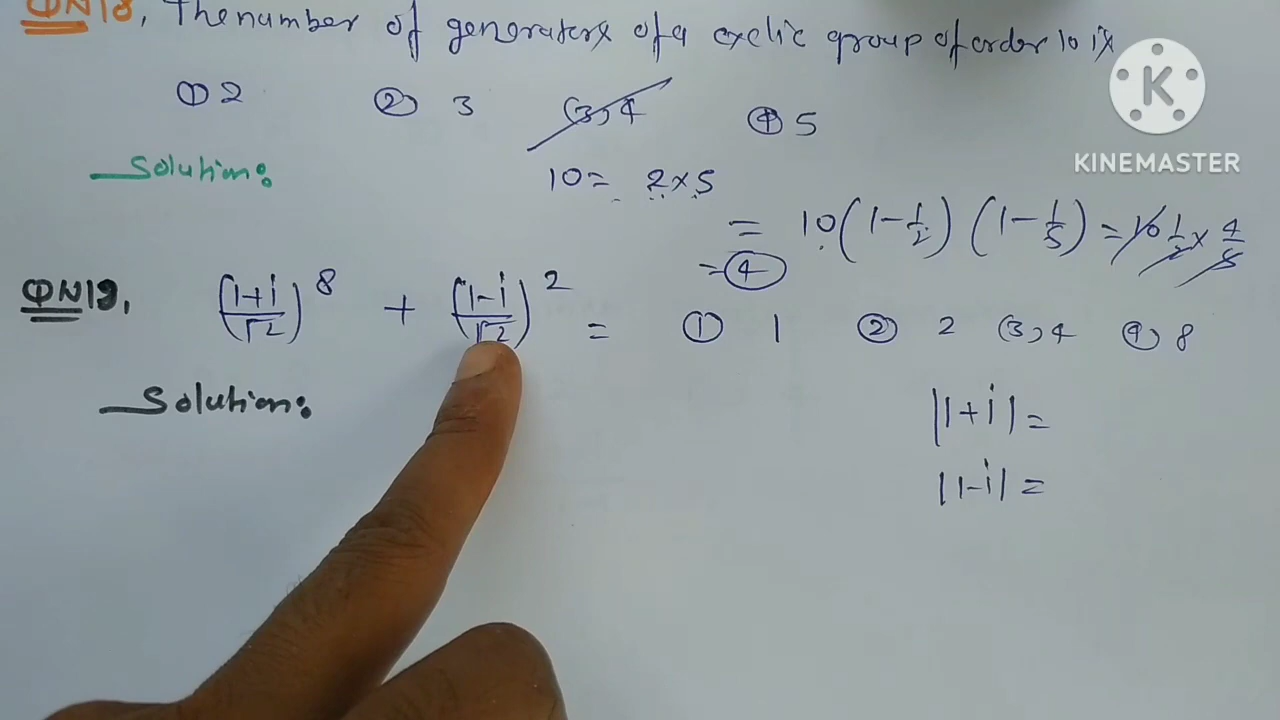 QN18, The number of generators of a cyclic group of order 10 is
① 2 ② 3 (3) 4 ④ 5
K
KINEMASTER
Solution:
10 = 2 × 5
= 10(1 - 1/2)(1 - 1/5) = 10 1/2 × 4/5
= 4
QN19, ((1+i)/√2)^8 + ((1-i)/√2)^2 = ① 1 ② 2 (3) 4 ④ 8
Solution:
|1+i| =
|1-i| =